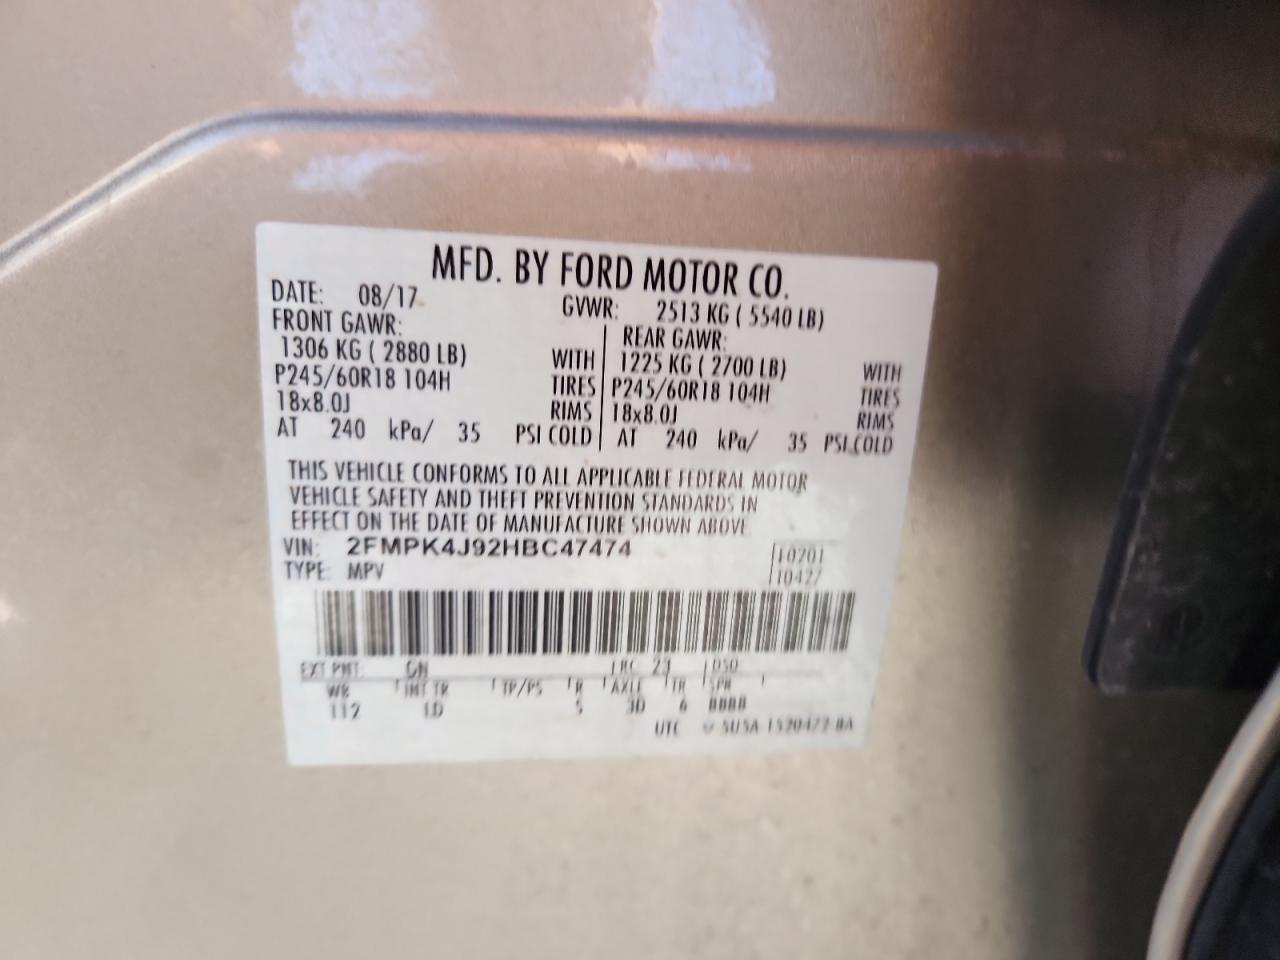 MFD. BY FORD MOTOR CO.
DATE: 08/17 GVWR: 2513 KG ( 5540 LB)
FRONT GAWR: REAR GAWR:
1306 KG ( 2880 LB) WITH 1225 KG ( 2700 LB) WITH
P245/60R18 104H TIRES P245/60R18 104H TIRES
18x8.0J RIMS 18x8.0J RIMS
AT 240 kPa/ 35 PSI COLD AT 240 kPa/ 35 PSI COLD
THIS VEHICLE CONFORMS TO ALL APPLICABLE FEDERAL MOTOR
VEHICLE SAFETY AND THEFT PREVENTION STANDARDS IN
EFFECT ON THE DATE OF MANUFACTURE SHOWN ABOVE
VIN: 2FMPK4J92HBC47474 10201
TYPE: MPV 10427
EXT PNT: GN RC: 23 DSO:
WB INT TR TP/PS R AXLE TR SPR
112 LD 5 3D 6 BBBB
UTC